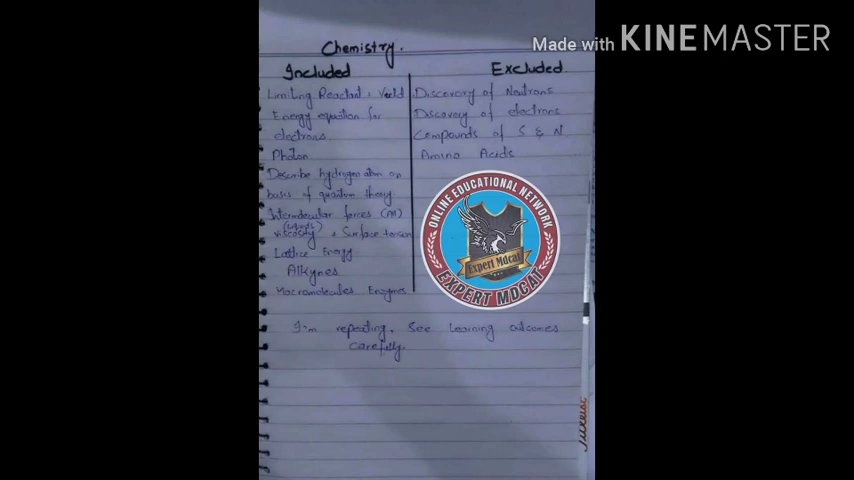 Made with KINEMASTER
Chemistry.
Included
Excluded
Limiting Reactant & Yield
Discovery of Neutrons
Energy equation for
Discovery of electrons
electrons
Compounds of S & N
Photon
Amino Acids
Describe hydrogen atom on
basis of quantum theory.
Intermolecular forces (All)
viscosity & Surface tension
Lattice Energy
Alkynes
Macromolecules Enzymes
ONLINE EDUCATIONAL NETWORK
Expert Mdcat
EXPERT MDCAT
I'm repeating. See Learning outcomes
carefully.